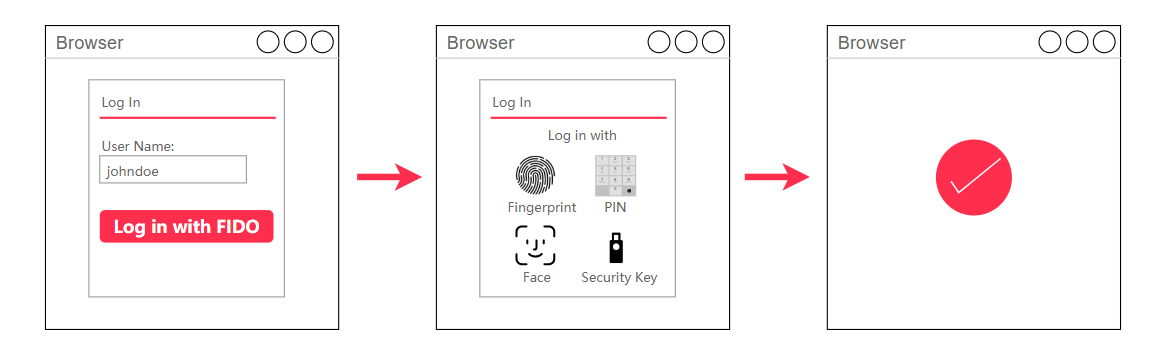 Browser
Log In
User Name:
johndoe
Log in with FIDO
Browser
Log In
Log in with
Fingerprint PIN
Face Security Key
Browser